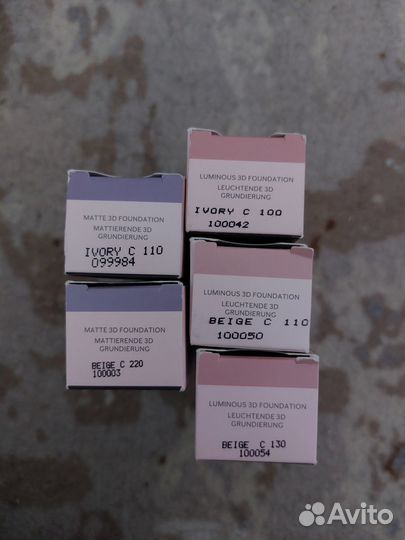 MATTE 3D FOUNDATION
MATTIERENDE 3D
GRUNDIERUNG
IVORY C 110
099984
MATTE 3D FOUNDATION
MATTIERENDE 3D
GRUNDIERUNG
BEIGE C 220
100003
LUMINOUS 3D FOUNDATION
LEUCHTENDE 3D
GRUNDIERUNG
IVORY C 100
100042
LUMINOUS 3D FOUNDATION
LEUCHTENDE 3D
GRUNDIERUNG
BEIGE C 110
100050
LUMINOUS 3D FOUNDATION
LEUCHTENDE 3D
GRUNDIERUNG
BEIGE C 130
100054
Avito